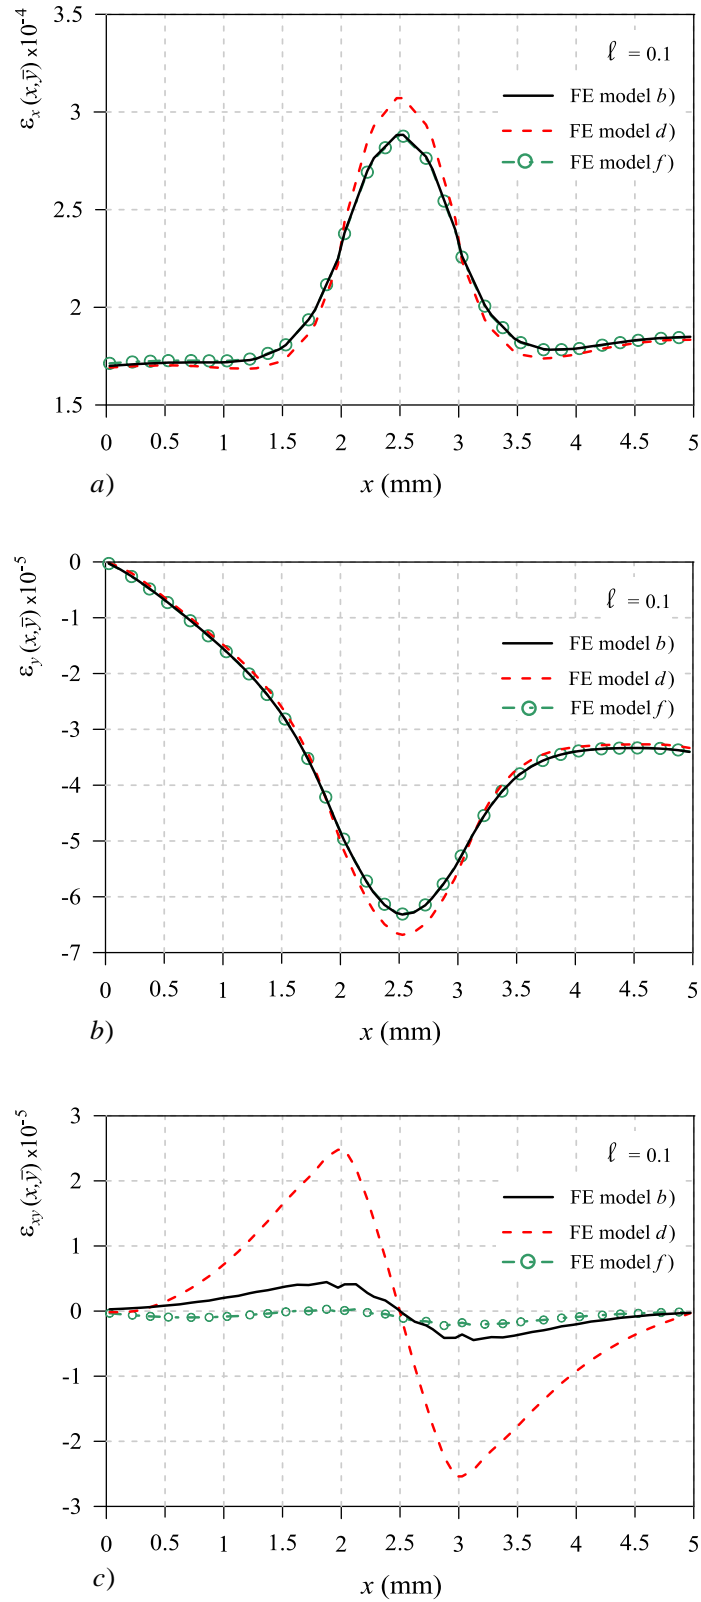 εx (x,ȳ) x10-4
3.5
3
2.5
2
1.5
ℓ = 0.1
FE model b)
FE model d)
FE model f)
0 0.5 1 1.5 2 2.5 3 3.5 4 4.5 5
a) x (mm)
εy (x,ȳ) x10-5
0
-1
-2
-3
-4
-5
-6
-7
ℓ = 0.1
FE model b)
FE model d)
FE model f)
0 0.5 1 1.5 2 2.5 3 3.5 4 4.5 5
b) x (mm)
εxy (x,ȳ) x10-5
3
2
1
0
-1
-2
-3
ℓ = 0.1
FE model b)
FE model d)
FE model f)
0 0.5 1 1.5 2 2.5 3 3.5 4 4.5 5
c) x (mm)